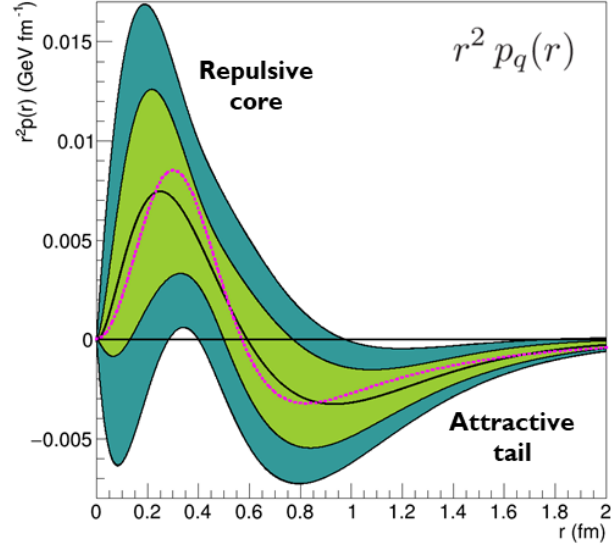 r²p(r) (GeV fm⁻¹)
0.015
0.01
0.005
0
−0.005
Repulsive
core
r² p_q(r)
Attractive
tail
0 0.2 0.4 0.6 0.8 1 1.2 1.4 1.6 1.8 2
r (fm)